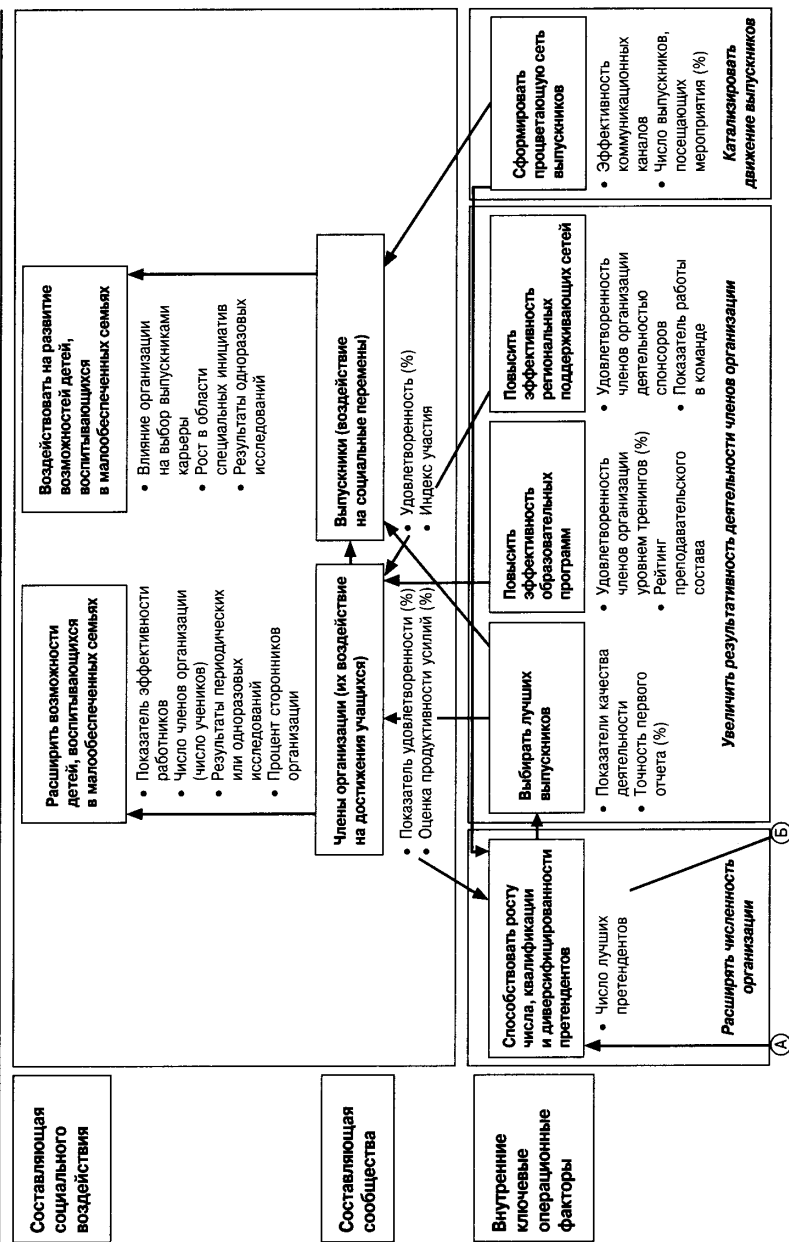 Составляющая
социального
воздействия
Расширить возможности
детей, воспитывающихся
в малообеспеченных семьях
• Показатель эффективности
работников
• Число членов организации
(число учеников)
• Результаты периодических
или одноразовых
исследований
• Процент сторонников
организации
Воздействовать на развитие
возможностей детей,
воспитывающихся
в малообеспеченных семьях
• Влияние организации
на выбор выпускниками
карьеры
• Рост в области
специальных инициатив
• Результаты одноразовых
исследований
Составляющая
сообщества
Члены организации (их воздействие
на достижения учащихся)
• Показатель удовлетворенности (%)
• Оценка продуктивности усилий (%)
Выпускники (воздействие
на социальные перемены)
• Удовлетворенность (%)
• Индекс участия
Внутренние
ключевые
операционные
факторы
Способствовать росту
числа, квалификации
и диверсифицированности
претендентов
• Число лучших
претендентов
Расширять численность
организации
Выбирать лучших
выпускников
• Показатели качества
деятельности
• Точность первого
отчета (%)
Повысить
эффективность
образовательных
программ
• Удовлетворенность
членов организации
уровнем тренингов (%)
• Рейтинг
преподавательского
состава
Повысить
эффективность
региональных
поддерживающих сетей
• Удовлетворенность
членов организации
деятельностью
спонсоров
• Показатель работы
в команде
Увеличить результативность деятельности членов организации
Сформировать
процветающую сеть
выпускников
• Эффективность
коммуникационных
каналов
• Число выпускников,
посещающих
мероприятия (%)
Катализировать
движение выпускников
А
Б